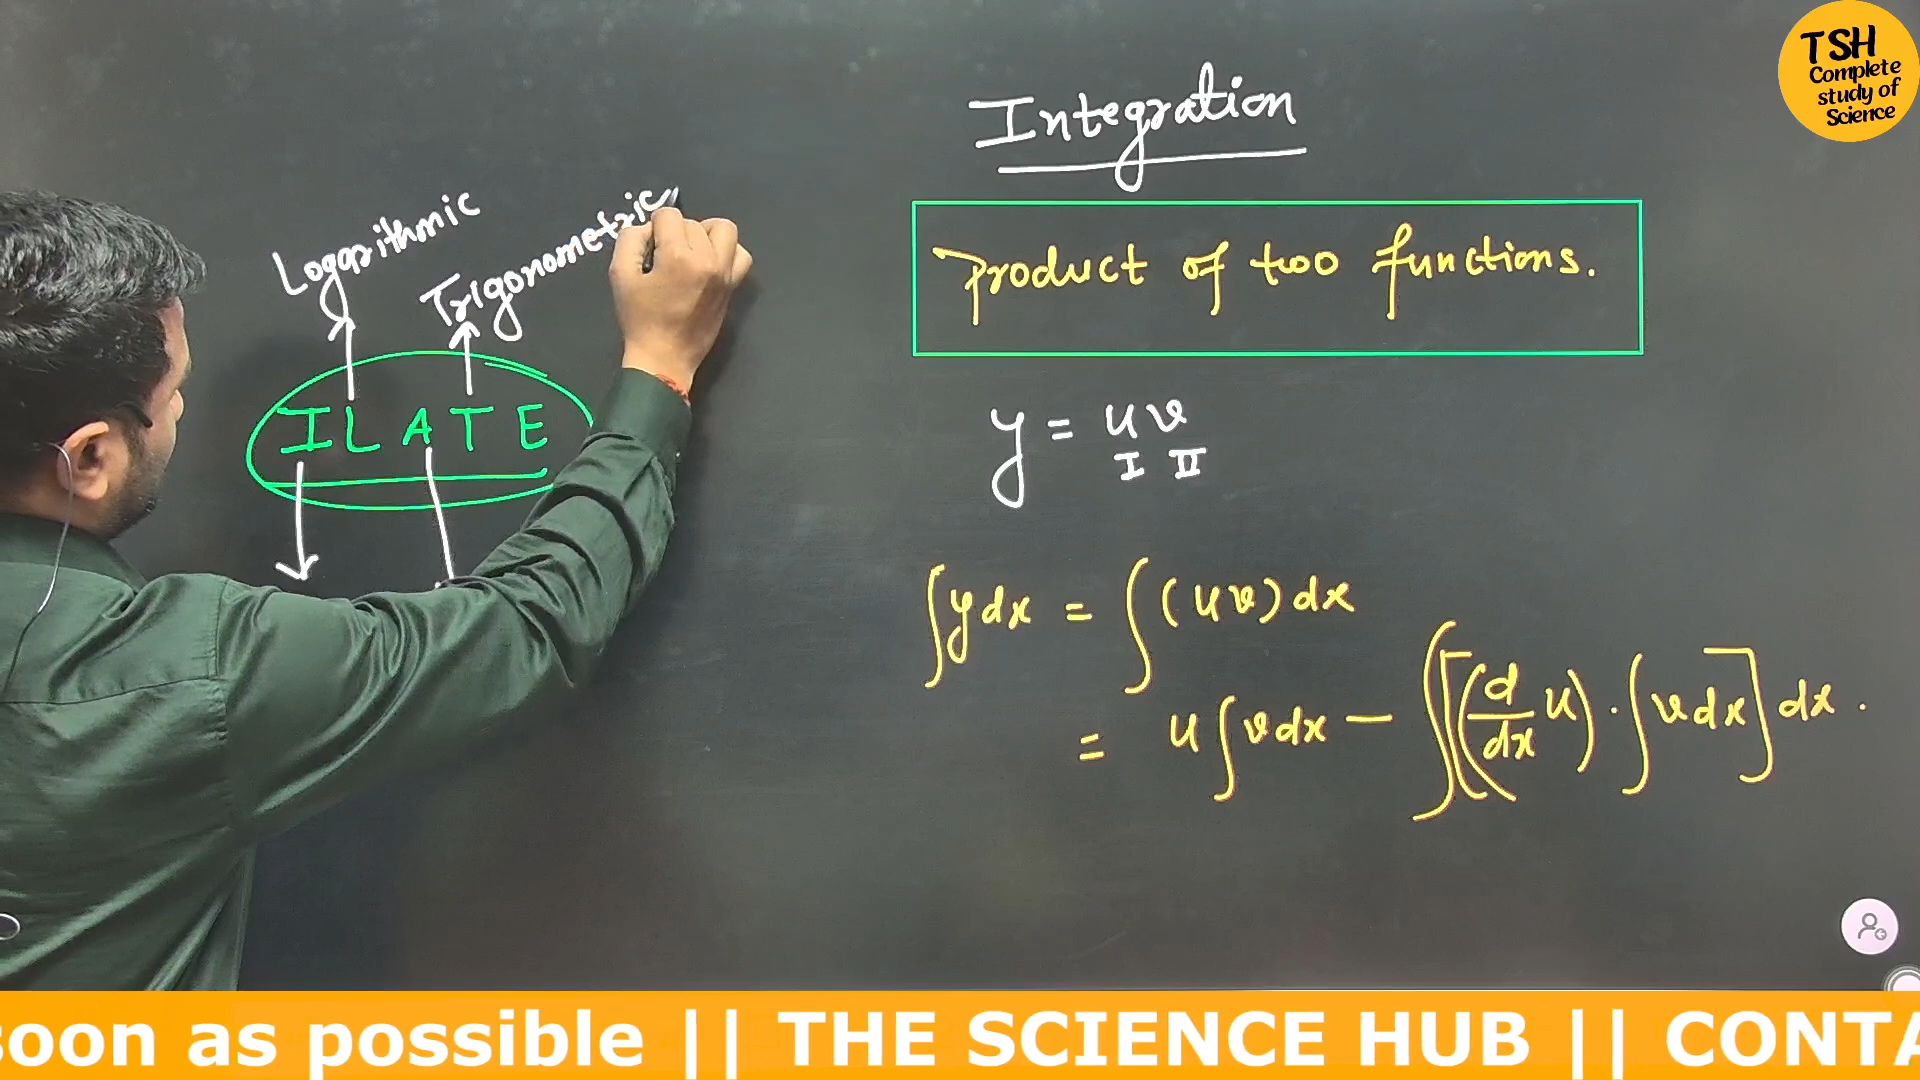 TSH
Complete
study of
Science
Integration
Product of two functions.
Logarithmic
Trigonometric
I L A T E
y = uv
I II
∫y dx = ∫(uv) dx
= u∫v dx − ∫[(d/dx u) · ∫v dx] dx .
soon as possible || THE SCIENCE HUB || CONTA